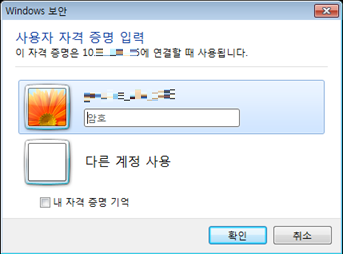 Windows 보안
사용자 자격 증명 입력
이 자격 증명은 10. 에 연결할 때 사용됩니다.
암호
다른 계정 사용
내 자격 증명 기억
확인
취소